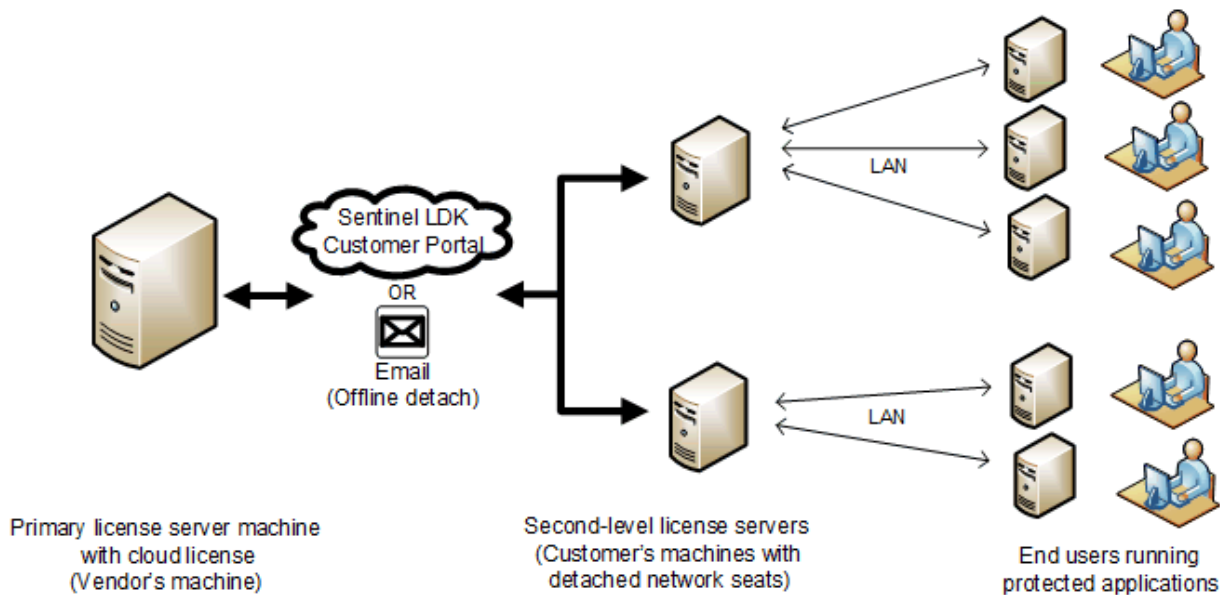 Sentinel LDK
Customer Portal
OR
Email
(Offline detach)
LAN
LAN
Primary license server machine
with cloud license
(Vendor's machine)
Second-level license servers
(Customer's machines with
detached network seats)
End users running
protected applications